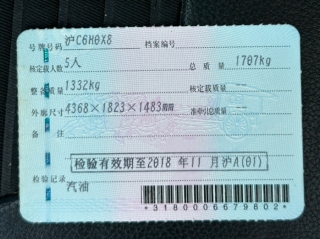 号牌号码 沪C6H0X8 档案编号
核定载人数 5人 总质量 1707kg
整备质量 1332kg 核定载质量 --
外廓尺寸 4368×1823×1483 准牵引总质量 --
备注
检验有效期至2018 年 11 月沪A(01)
检验记录
汽油
*3180006679802*